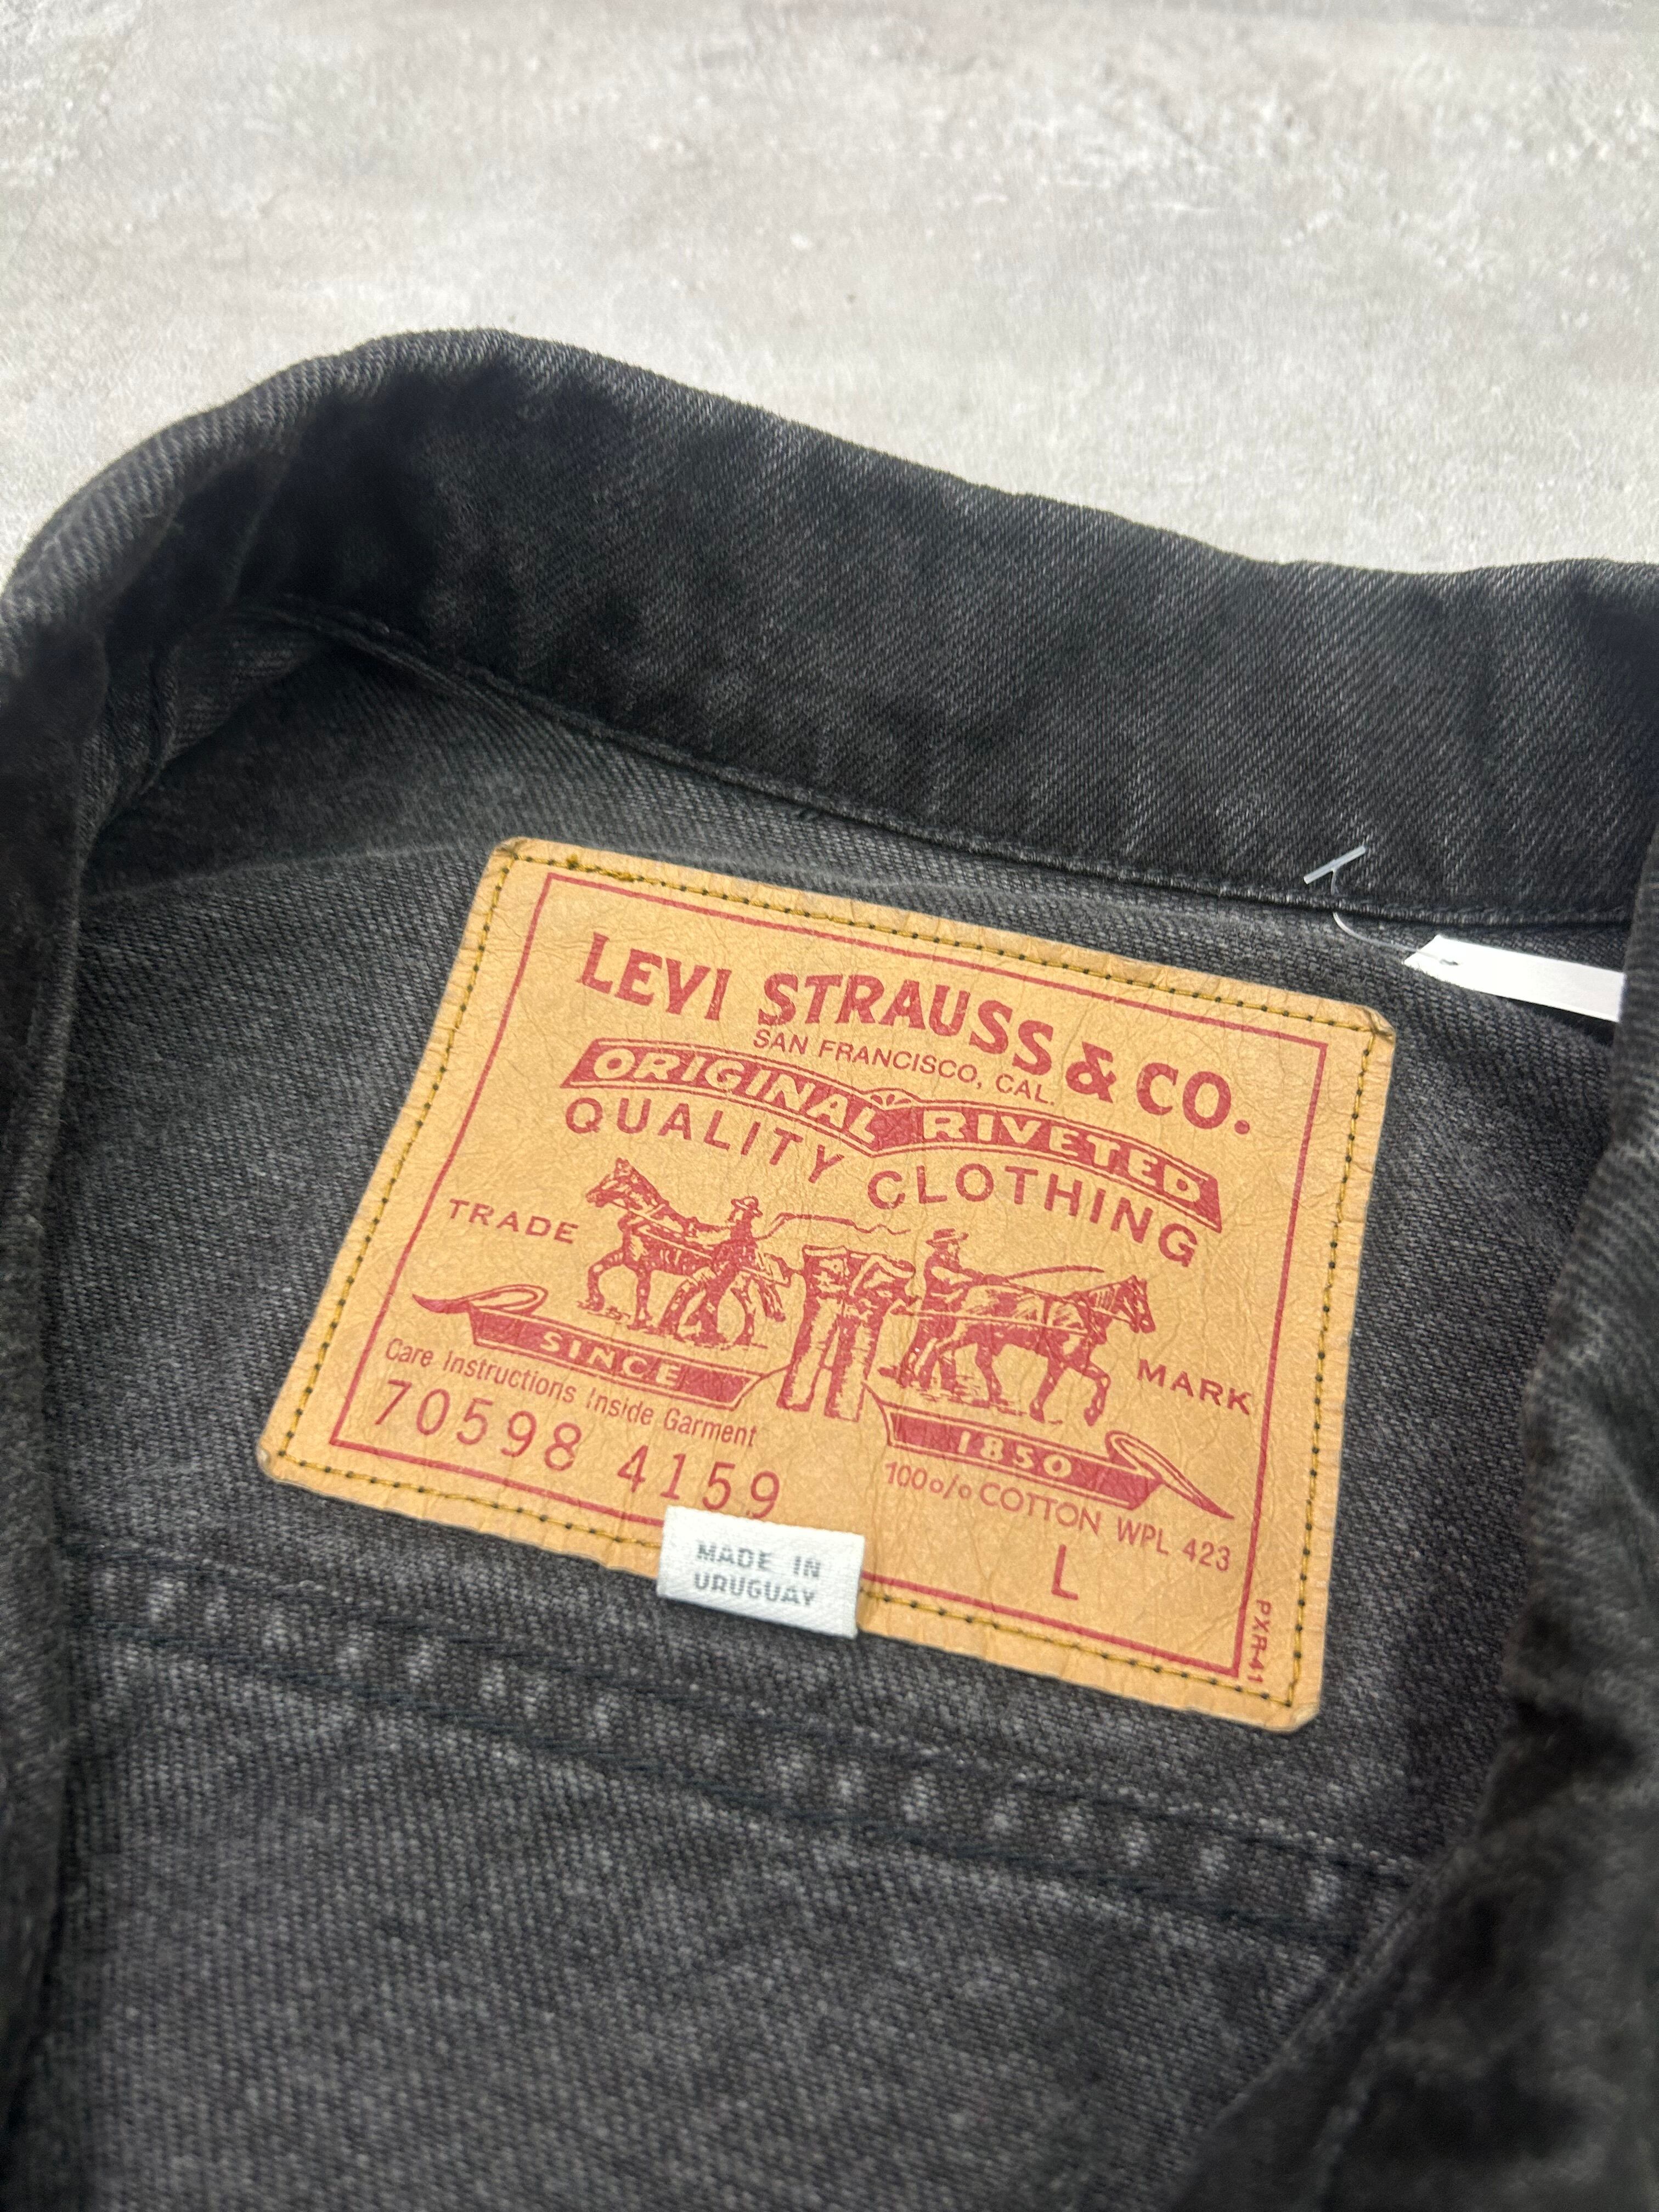 LEVI STRAUSS & CO.
SAN FRANCISCO, CAL.
ORIGINAL RIVETED
QUALITY CLOTHING
TRADE MARK
SINCE 1850
Care Instructions Inside Garment
100% COTTON WPL 423
70598 4159
L
PXR-41
MADE IN
URUGUAY